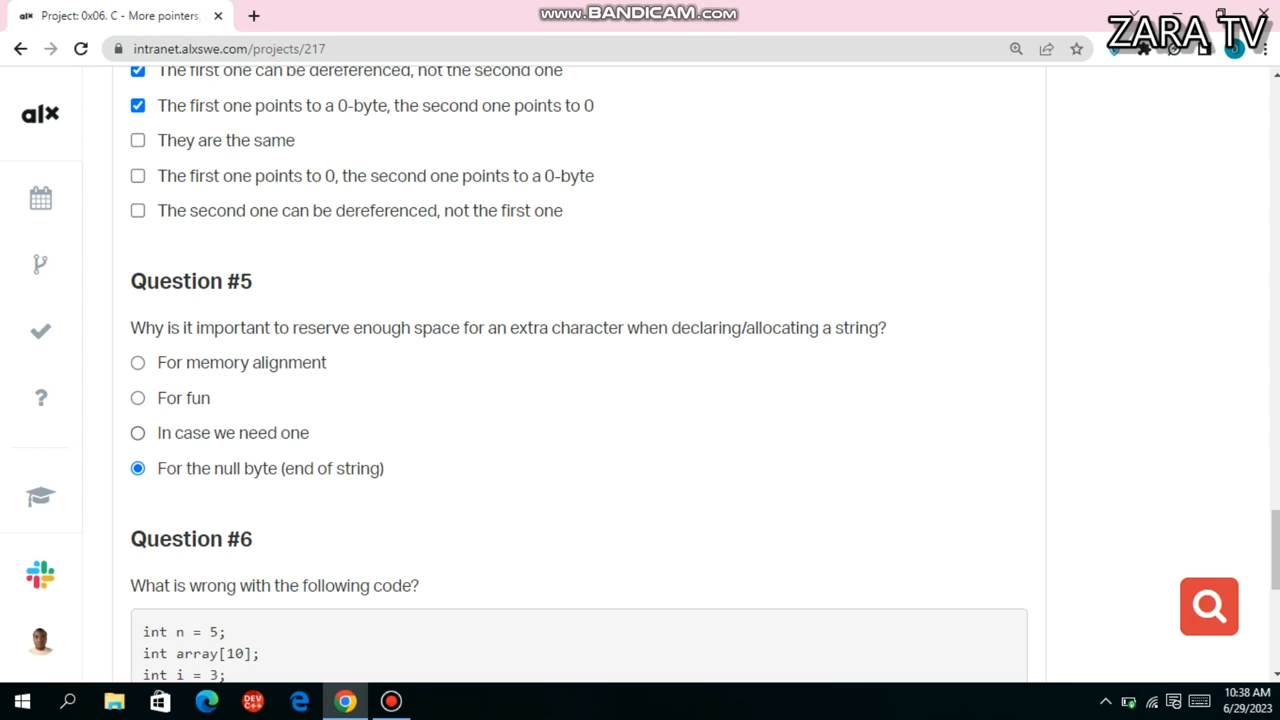 www.BANDICAM.com
alx Project: 0x06. C - More pointers,
ZARA TV
intranet.alxswe.com/projects/217
The first one can be dereferenced, not the second one
alx
The first one points to a 0-byte, the second one points to 0
They are the same
The first one points to 0, the second one points to a 0-byte
The second one can be dereferenced, not the first one
Question #5
Why is it important to reserve enough space for an extra character when declaring/allocating a string?
For memory alignment
For fun
In case we need one
For the null byte (end of string)
Question #6
What is wrong with the following code?
int n = 5;
int array[10];
int i = 3;
DEV C++
10:38 AM
6/29/2023